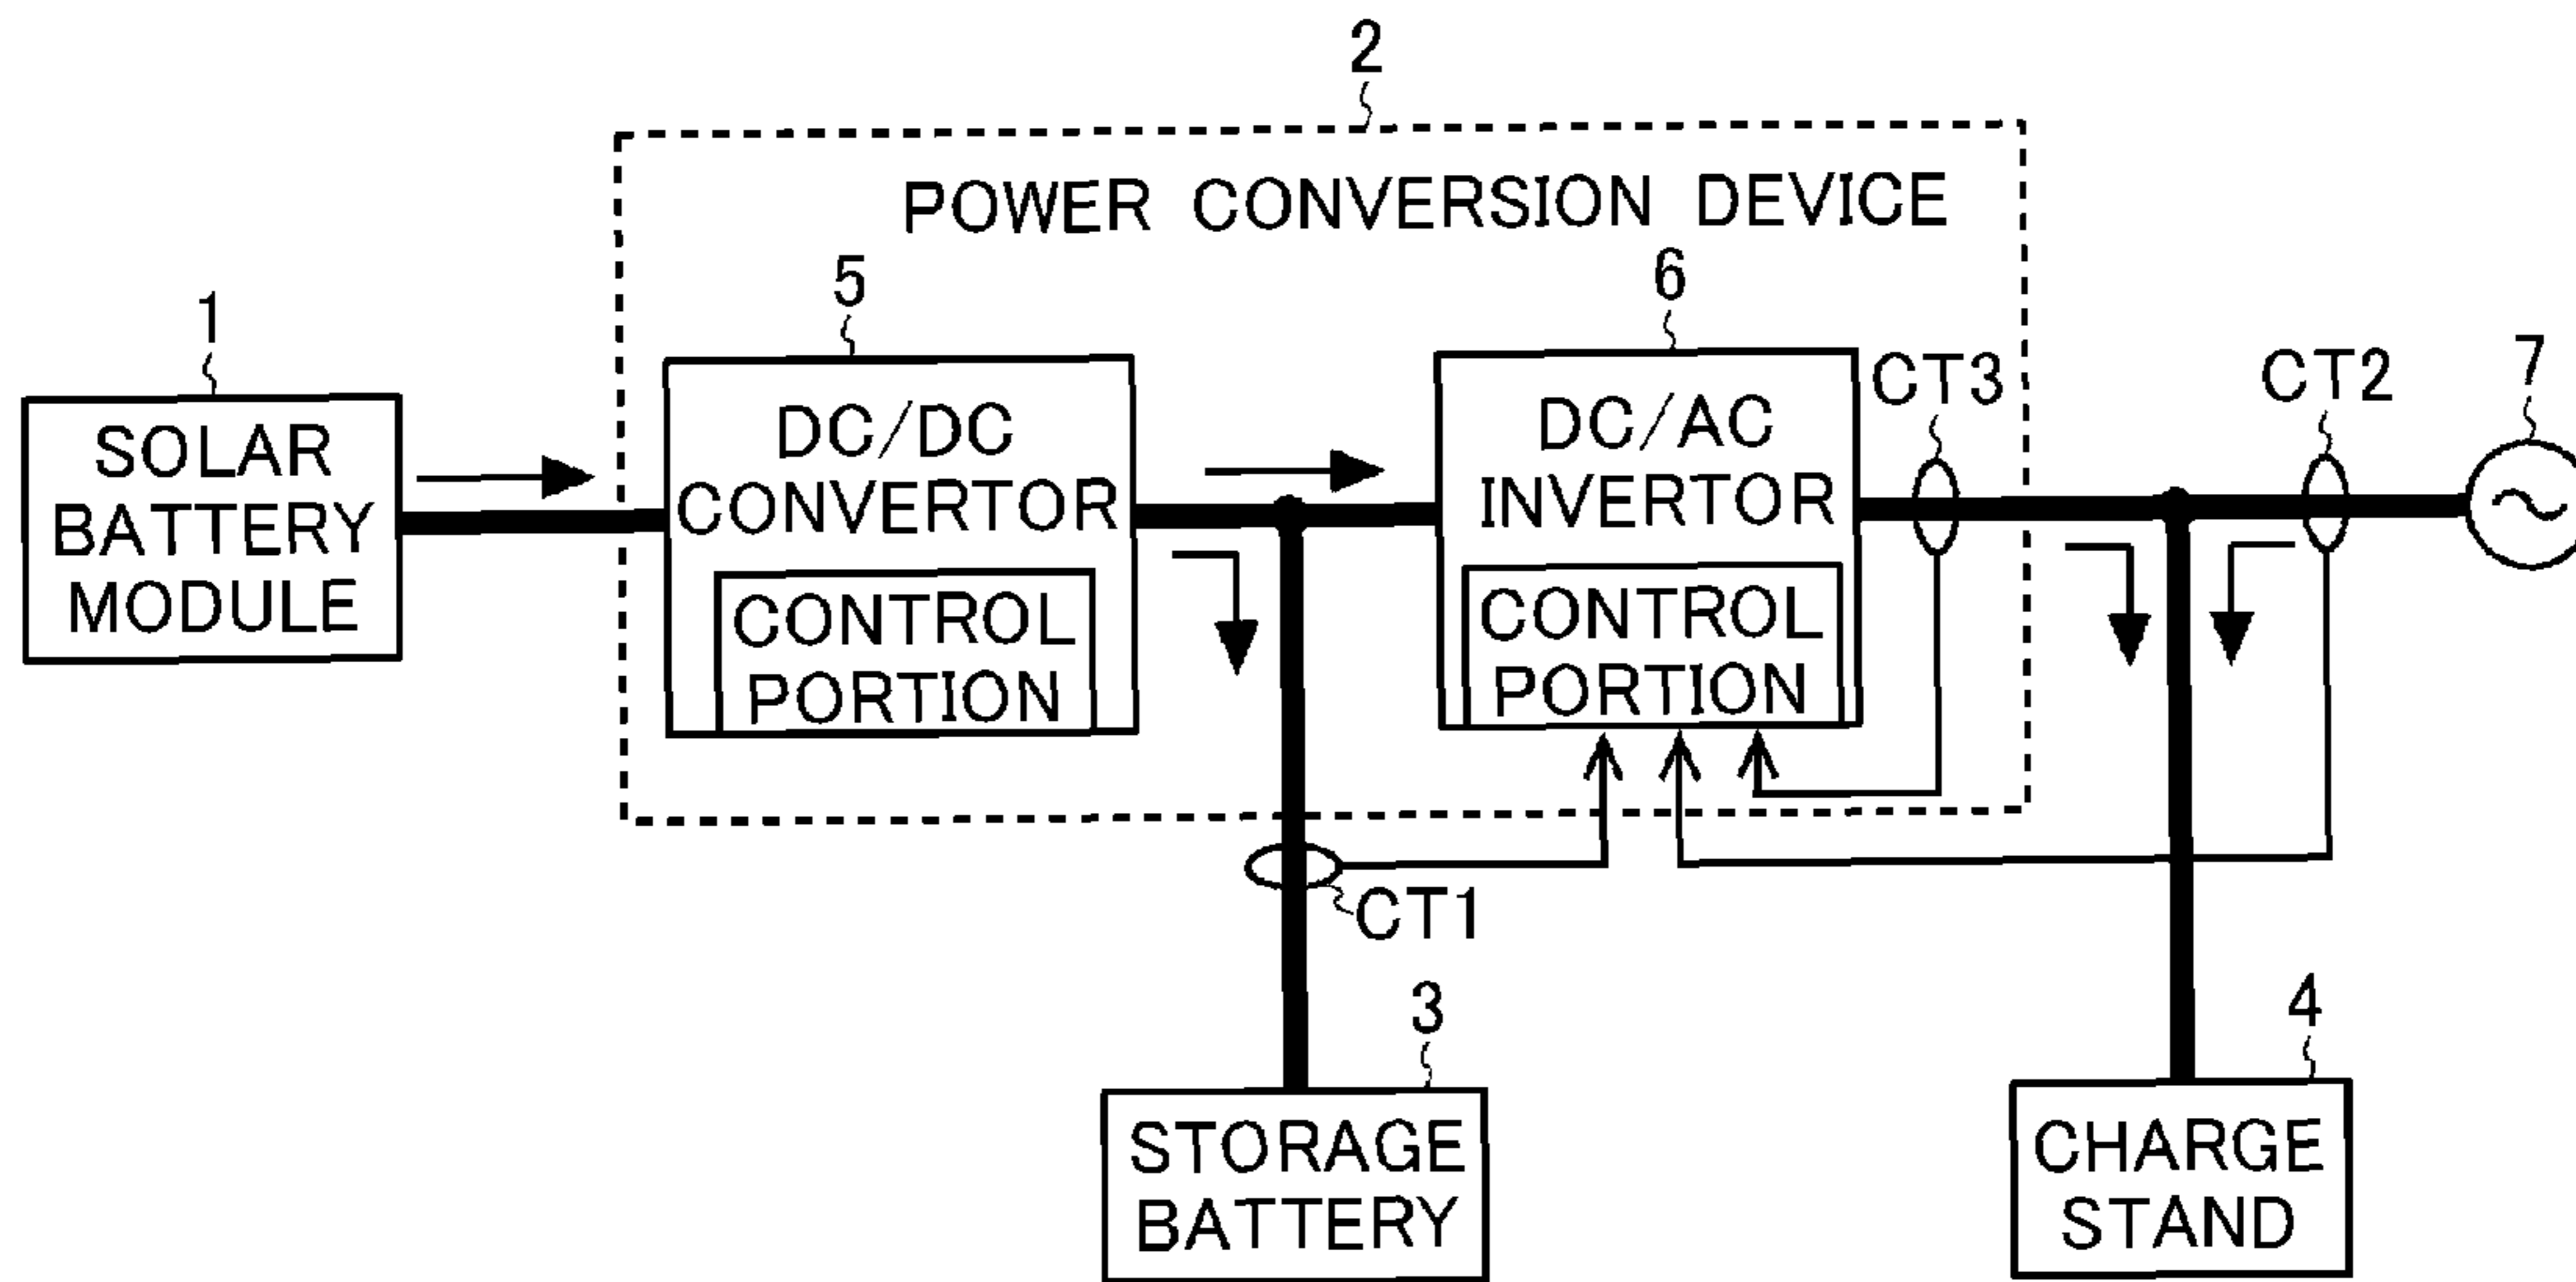 2
POWER CONVERSION DEVICE
1
SOLAR
BATTERY
MODULE
5
DC/DC
CONVERTOR
CONTROL
PORTION
6
DC/AC
INVERTOR
CONTROL
PORTION
CT3
CT2
7
CT1
3
STORAGE
BATTERY
4
CHARGE
STAND